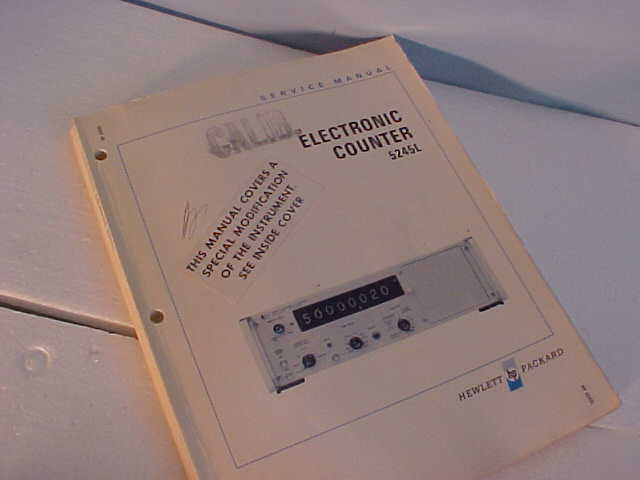 SERVICE MANUAL
ELECTRONIC
COUNTER
5245L
THIS MANUAL COVERS A
SPECIAL MODIFICATION
OF THE INSTRUMENT.
SEE INSIDE COVER
50000020
HEWLETT hp PACKARD